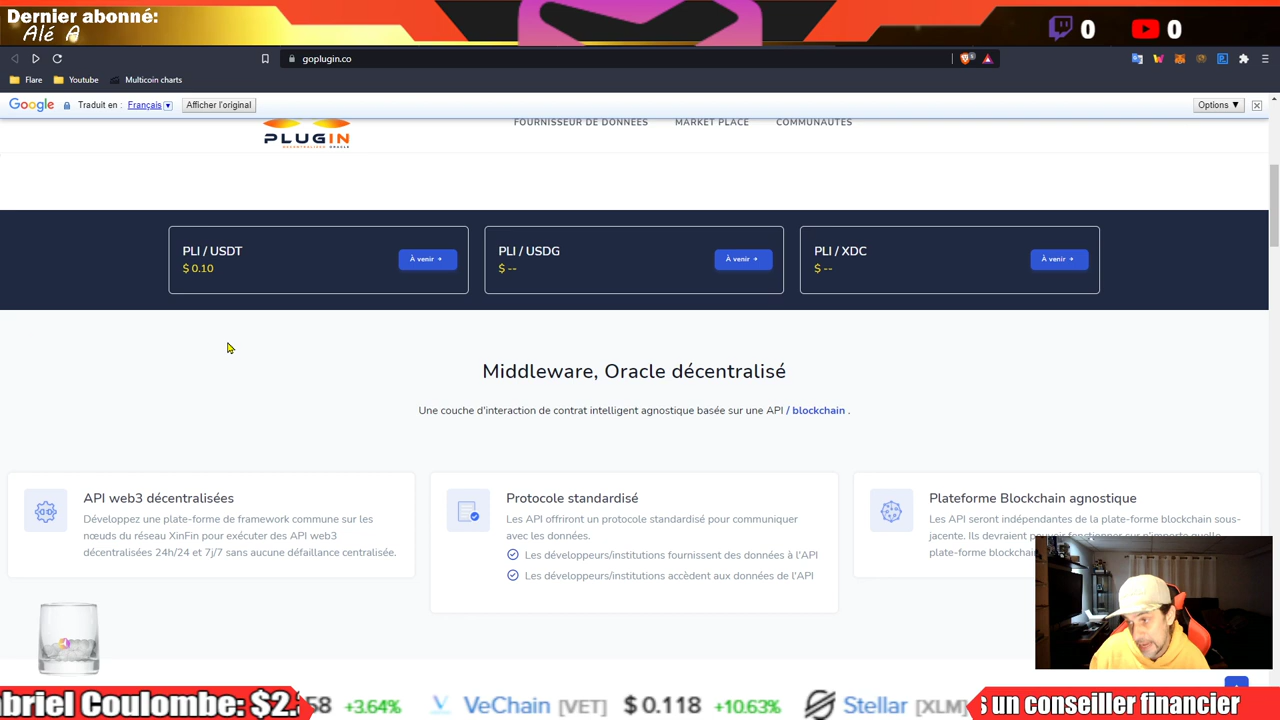 Dernier abonné:
Alé A
0
0
goplugin.co
Flare
Youtube
Multicoin charts
Google
Traduit en :
Français
Afficher l'original
Options ▼
PLUGIN
DECENTRALIZED ORACLE
FOURNISSEUR DE DONNÉES
MARKET PLACE
COMMUNAUTÉS
PLI / USDT
$ 0.10
À venir →
PLI / USDG
$ --
À venir →
PLI / XDC
$ --
À venir →
Middleware, Oracle décentralisé
Une couche d'interaction de contrat intelligent agnostique basée sur une API / blockchain .
API web3 décentralisées
Développez une plate-forme de framework commune sur les
nœuds du réseau XinFin pour exécuter des API web3
décentralisées 24h/24 et 7j/7 sans aucune défaillance centralisée.
Protocole standardisé
Les API offriront un protocole standardisé pour communiquer
avec les données.
Les développeurs/institutions fournissent des données à l'API
Les développeurs/institutions accèdent aux données de l'API
Plateforme Blockchain agnostique
Les API seront indépendantes de la plate-forme blockchain sous-
jacente. Ils devraient pouvoir fonctionner sur n'importe quelle
plate-forme blockchain
abriel Coulombe: $2.
58 +3.64%
VeChain [VET] $ 0.118 +10.63%
Stellar [XLM]
s un conseiller financier